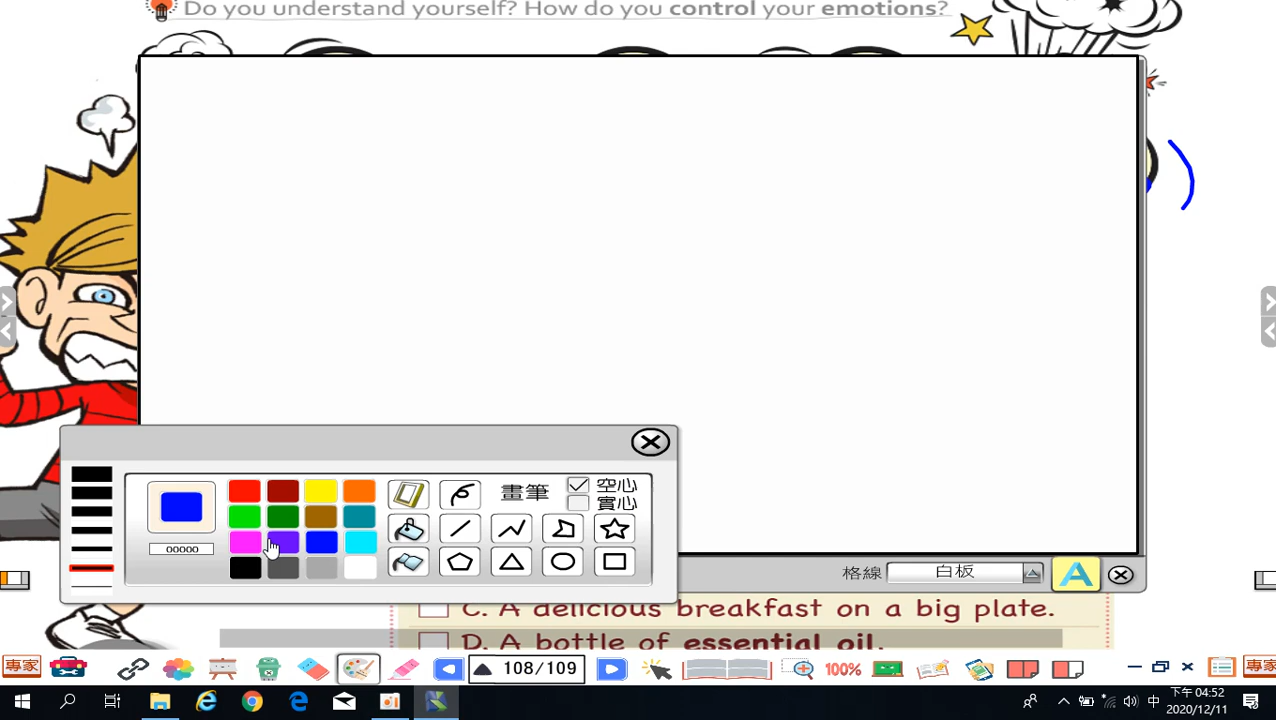 Do you understand yourself? How do you control your emotions?
畫筆
空心
實心
00000
格線
白板
A
C. A delicious breakfast on a big plate.
D. A bottle of essential oil.
專家
108/109
100%
專家
中
下午 04:52
2020/12/11